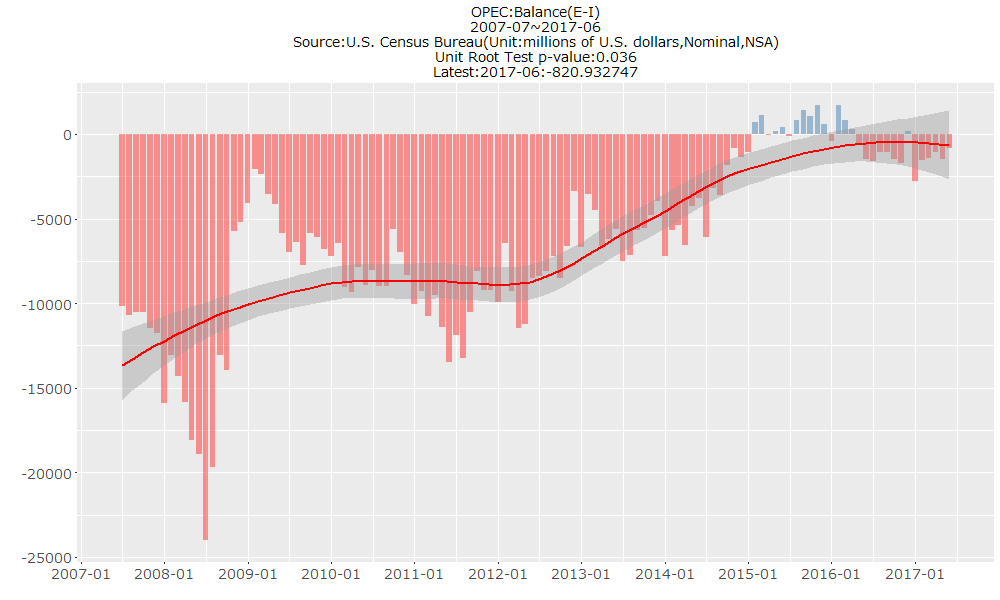 OPEC:Balance(E-I)
2007-07~2017-06
Source:U.S. Census Bureau(Unit:millions of U.S. dollars,Nominal,NSA)
Unit Root Test p-value:0.036
Latest:2017-06:-820.932747
0
-5000
-10000
-15000
-20000
-25000
2007-01 2008-01 2009-01 2010-01 2011-01 2012-01 2013-01 2014-01 2015-01 2016-01 2017-01